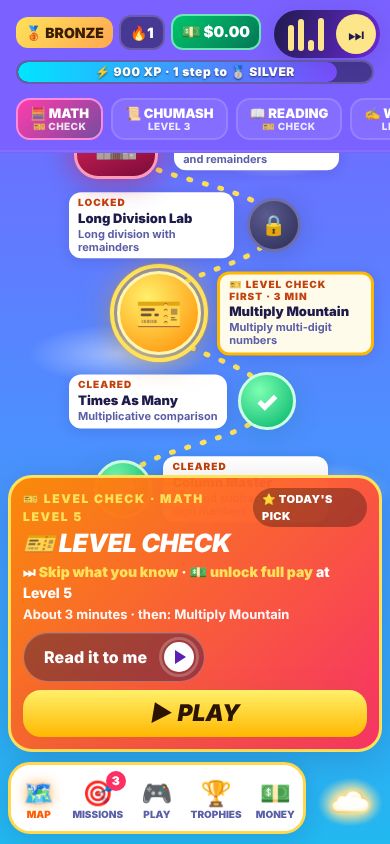 BRONZE
1
$0.00
900 XP · 1 step to SILVER
MATH
CHECK
CHUMASH
LEVEL 3
READING
CHECK
and remainders
LOCKED
Long Division Lab
Long division with
remainders
LEVEL CHECK
FIRST · 3 MIN
Multiply Mountain
Multiply multi-digit
numbers
CLEARED
Times As Many
Multiplicative comparison
CLEARED
Column Master
LEVEL CHECK · MATH
LEVEL 5
TODAY'S
PICK
LEVEL CHECK
Skip what you know · unlock full pay at
Level 5
About 3 minutes · then: Multiply Mountain
Read it to me
PLAY
3
MAP
MISSIONS
PLAY
TROPHIES
MONEY